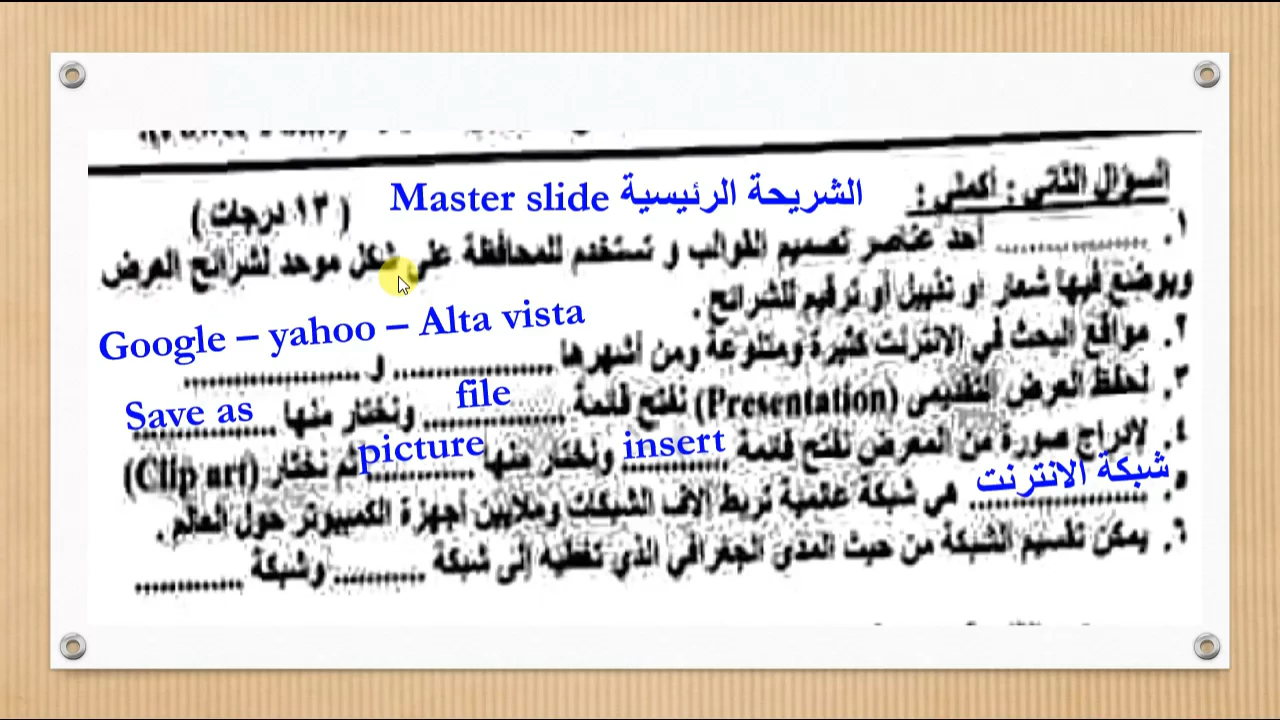 السؤال الثاني : أكملي :
Master slide الشريحة الرئيسية
( ١٣ درجات )
١. .................. أحد عناصر تصميم القوالب و تستخدم للمحافظة على شكل موحد لشرائح العرض
ويوضع فيها شعار او تذييل أو ترقيم للشرائح .
Google – yahoo – Alta vista
٢. مواقع البحث في الانترنت كثيرة ومتنوعة ومن أشهرها .................. و ..................
٣. لحفظ العرض التقديمي (Presentation) نفتح قائمة file ونختار منها Save as
٤. لادراج صورة من المعرض نفتح قائمة insert ونختار منها picture ثم نختار (Clip art)
٥. شبكة الانترنت هي شبكة عالمية تربط الاف الشبكات وملايين أجهزة الكمبيوتر حول العالم .
٦. يمكن تقسيم الشبكة من حيث المدى الجغرافي الذي تغطيه إلى شبكة ............ وشبكة ..............